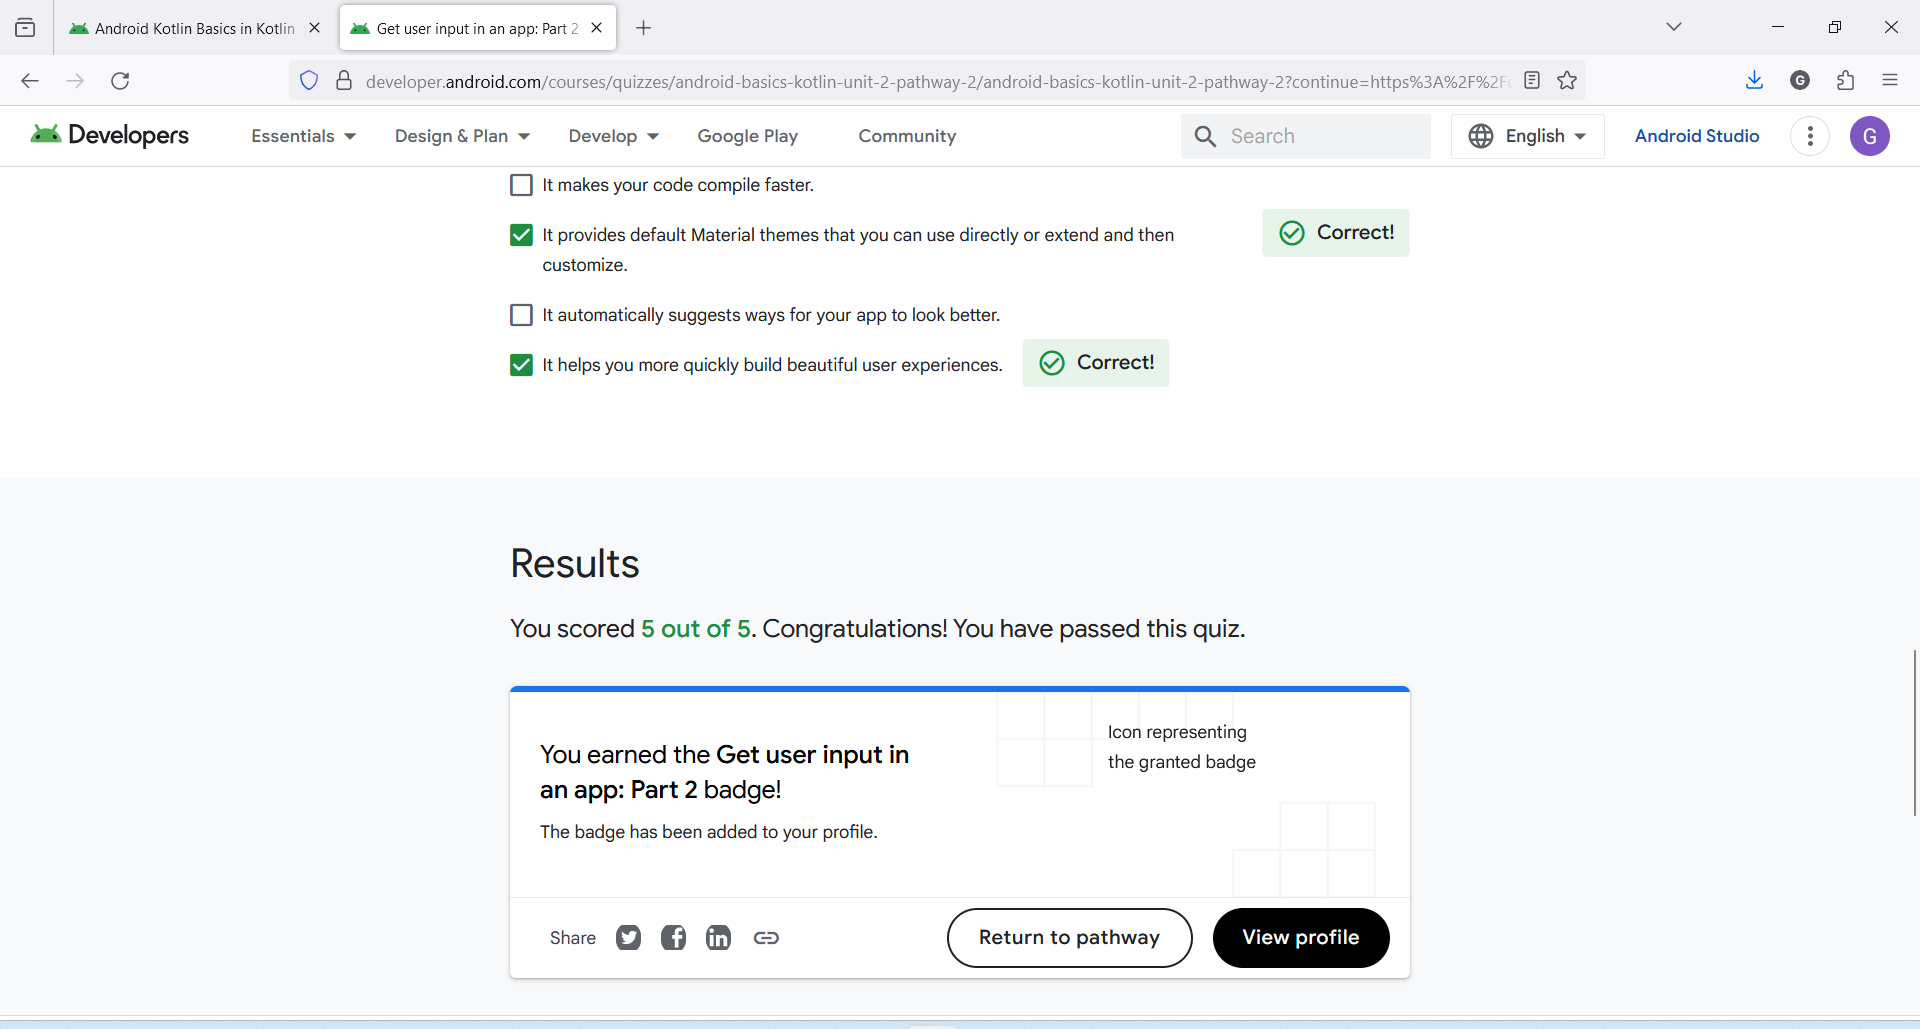 Android Kotlin Basics in Kotlin
Get user input in an app: Part 2
developer.android.com/courses/quizzes/android-basics-kotlin-unit-2-pathway-2/android-basics-kotlin-unit-2-pathway-2?continue=https%3A%2F%2F
G
Developers
Essentials
Design & Plan
Develop
Google Play
Community
Search
English
Android Studio
G
It makes your code compile faster.
It provides default Material themes that you can use directly or extend and then
customize.
Correct!
It automatically suggests ways for your app to look better.
It helps you more quickly build beautiful user experiences.
Correct!
Results
You scored 5 out of 5. Congratulations! You have passed this quiz.
You earned the Get user input in
an app: Part 2 badge!
The badge has been added to your profile.
Icon representing
the granted badge
Share
Return to pathway
View profile